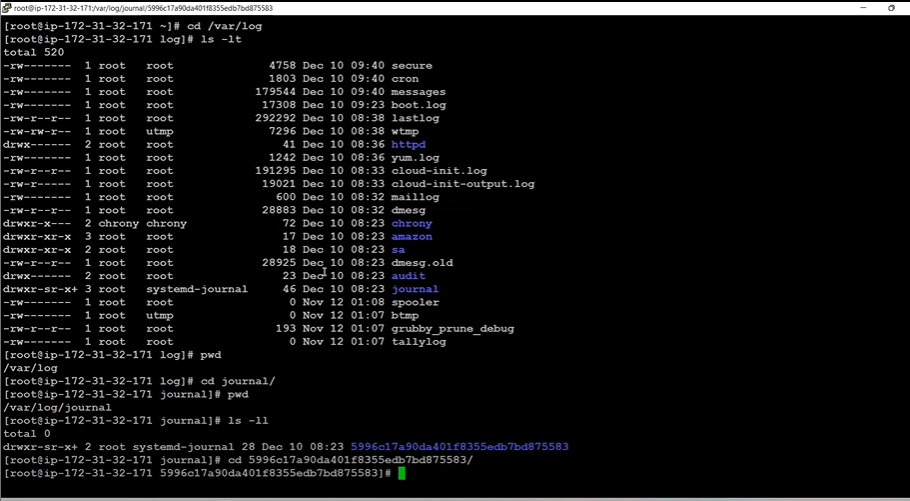 root@ip-172-31-32-171:/var/log/journal/5996c17a90da401f8355edb7bd875583
[root@ip-172-31-32-171 ~]# cd /var/log
[root@ip-172-31-32-171 log]# ls -lt
total 520
-rw------- 1 root root 4758 Dec 10 09:40 secure
-rw------- 1 root root 1803 Dec 10 09:40 cron
-rw------- 1 root root 179544 Dec 10 09:40 messages
-rw------- 1 root root 17308 Dec 10 09:23 boot.log
-rw-r--r-- 1 root root 292292 Dec 10 08:38 lastlog
-rw-rw-r-- 1 root utmp 7296 Dec 10 08:38 wtmp
drwx------ 2 root root 41 Dec 10 08:36 httpd
-rw------- 1 root root 1242 Dec 10 08:36 yum.log
-rw-r--r-- 1 root root 191295 Dec 10 08:33 cloud-init.log
-rw-r----- 1 root root 19021 Dec 10 08:33 cloud-init-output.log
-rw------- 1 root root 600 Dec 10 08:32 maillog
-rw-r--r-- 1 root root 28883 Dec 10 08:32 dmesg
drwxr-x--- 2 chrony chrony 72 Dec 10 08:23 chrony
drwxr-xr-x 3 root root 17 Dec 10 08:23 amazon
drwxr-xr-x 2 root root 18 Dec 10 08:23 sa
-rw-r--r-- 1 root root 28925 Dec 10 08:23 dmesg.old
drwx------ 2 root root 23 Dec 10 08:23 audit
drwxr-sr-x+ 3 root systemd-journal 46 Dec 10 08:23 journal
-rw------- 1 root root 0 Nov 12 01:08 spooler
-rw------- 1 root utmp 0 Nov 12 01:07 btmp
-rw-r--r-- 1 root root 193 Nov 12 01:07 grubby_prune_debug
-rw------- 1 root root 0 Nov 12 01:07 tallylog
[root@ip-172-31-32-171 log]# pwd
/var/log
[root@ip-172-31-32-171 log]# cd journal/
[root@ip-172-31-32-171 journal]# pwd
/var/log/journal
[root@ip-172-31-32-171 journal]# ls -ll
total 0
drwxr-sr-x+ 2 root systemd-journal 28 Dec 10 08:23 5996c17a90da401f8355edb7bd875583
[root@ip-172-31-32-171 journal]# cd 5996c17a90da401f8355edb7bd875583/
[root@ip-172-31-32-171 5996c17a90da401f8355edb7bd875583]#